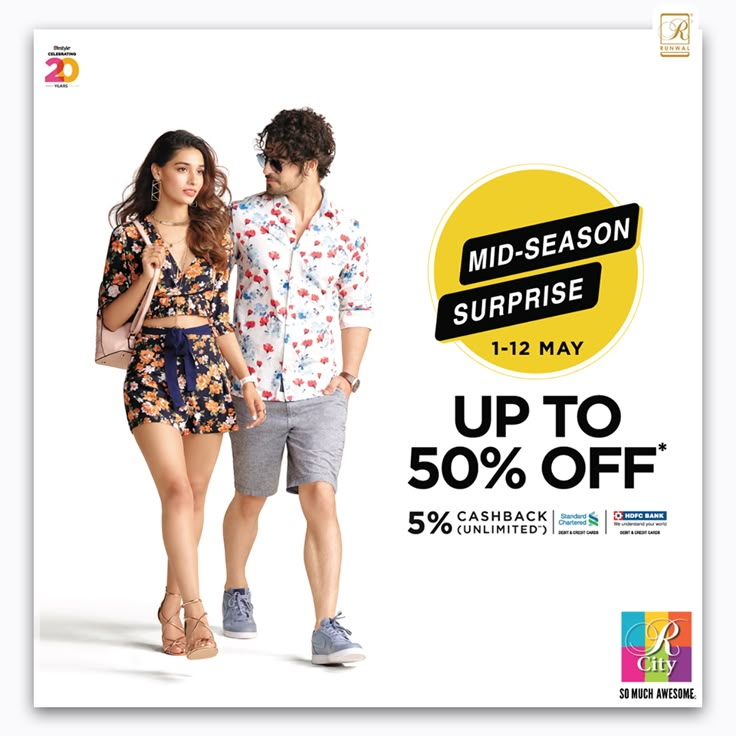 lifestyle
CELEBRATING
20
YEARS
R
RUNWAL
MID-SEASON
SURPRISE
1-12 MAY
UP TO
50% OFF*
5% CASHBACK
(UNLIMITED~)
Standard
Chartered
DEBIT & CREDIT CARDS
HDFC BANK
We understand your world
DEBIT & CREDIT CARDS
R
City
SO MUCH AWESOME.